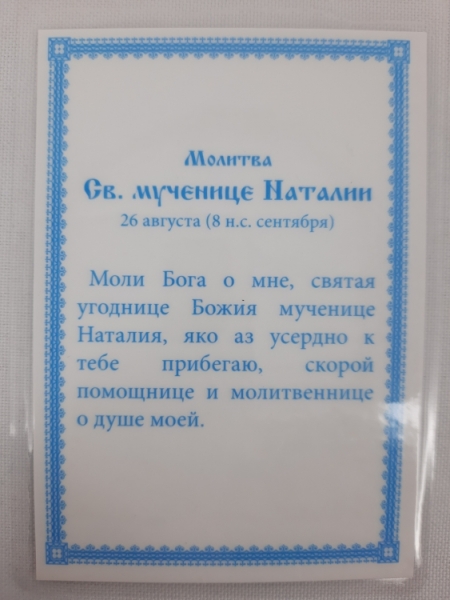 Молитва
Св. мученице Наталии
26 августа (8 н.с. сентября)
Моли Бога о мне, святая
угоднице Божия мученице
Наталия, яко аз усердно к
тебе прибегаю, скорой
помощнице и молитвеннице
о душе моей.